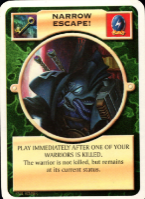 NARROW
ESCAPE!
PLAY IMMEDIATELY AFTER ONE OF YOUR
WARRIORS IS KILLED.
The warrior is not killed, but remains
at its current status.